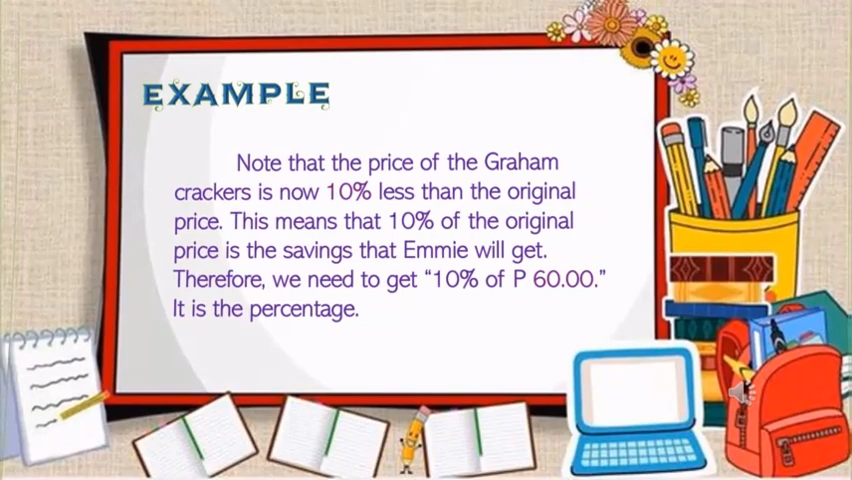 EXAMPLE
Note that the price of the Graham
crackers is now 10% less than the original
price. This means that 10% of the original
price is the savings that Emmie will get.
Therefore, we need to get “10% of P 60.00.”
It is the percentage.